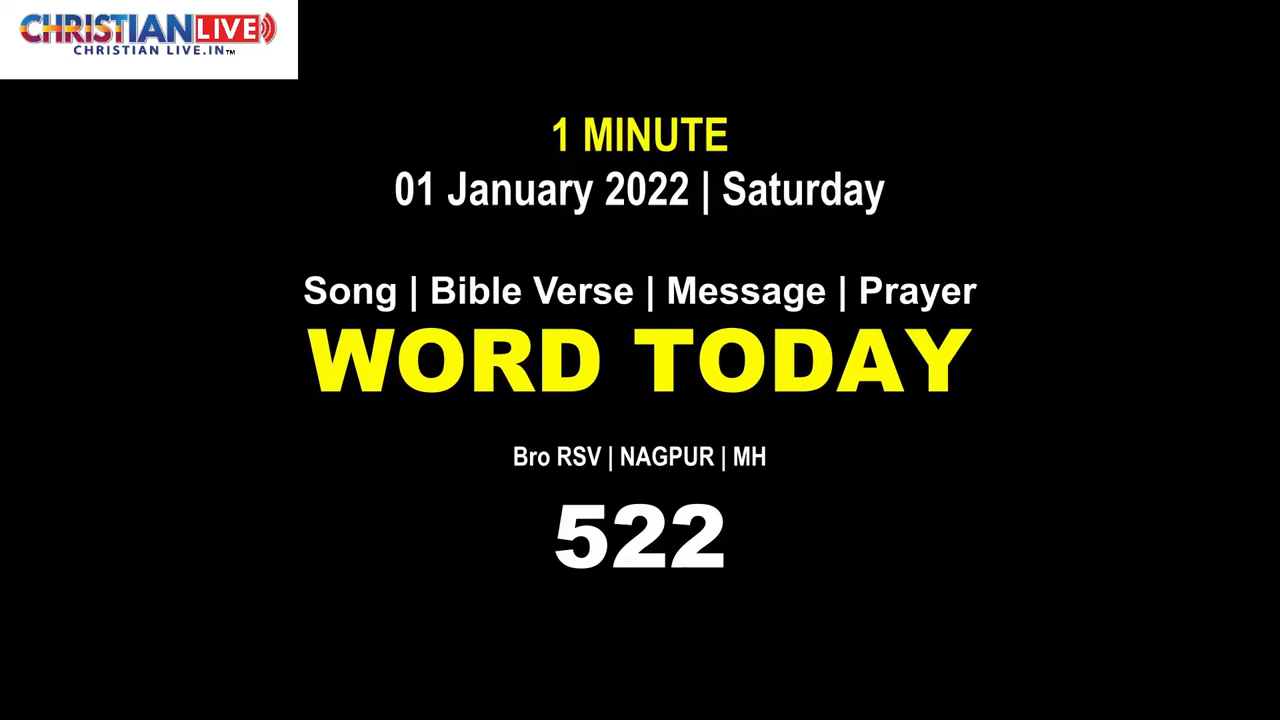 CHRISTIANLIVE
CHRISTIAN LIVE.IN™
1 MINUTE
01 January 2022 | Saturday
Song | Bible Verse | Message | Prayer
WORD TODAY
Bro RSV | NAGPUR | MH
522